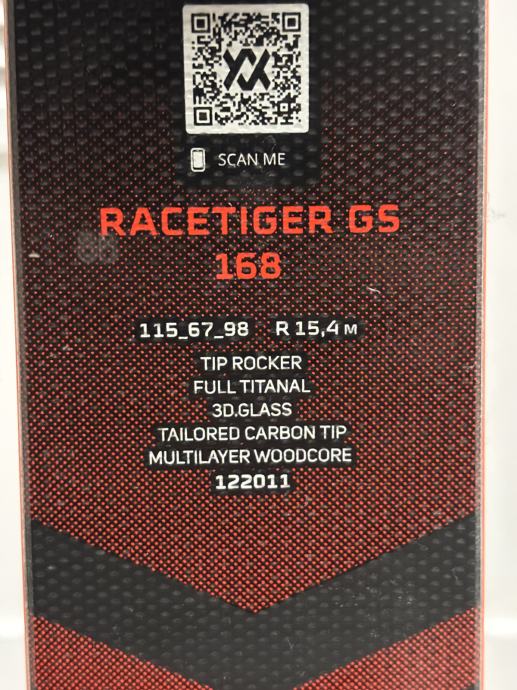 SCAN ME
RACETIGER GS
168
115_67_98 R 15,4 M
TIP ROCKER
FULL TITANAL
3D.GLASS
TAILORED CARBON TIP
MULTILAYER WOODCORE
122011